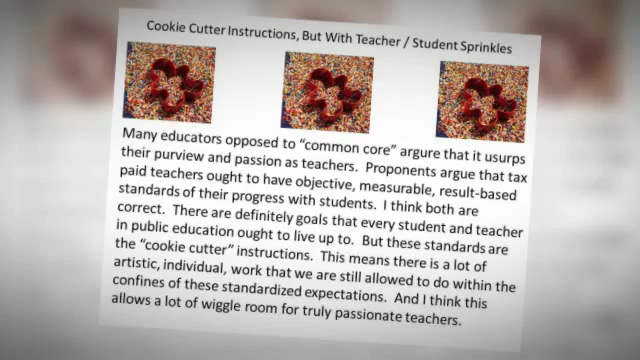 Cookie Cutter Instructions, But With Teacher / Student Sprinkles
Many educators opposed to “common core” argure that it usurps
their purview and passion as teachers.  Proponents argue that tax
paid teachers ought to have objective, measurable, result-based
standards of their progress with students.  I think both are
correct.  There are definitely goals that every student and teacher
in public education ought to live up to.  But these standards are
the “cookie cutter” instructions.  This means there is a lot of
artistic, individual, work that we are still allowed to do within the
confines of these standardized expectations.  And I think this
allows a lot of wiggle room for truly passionate teachers.